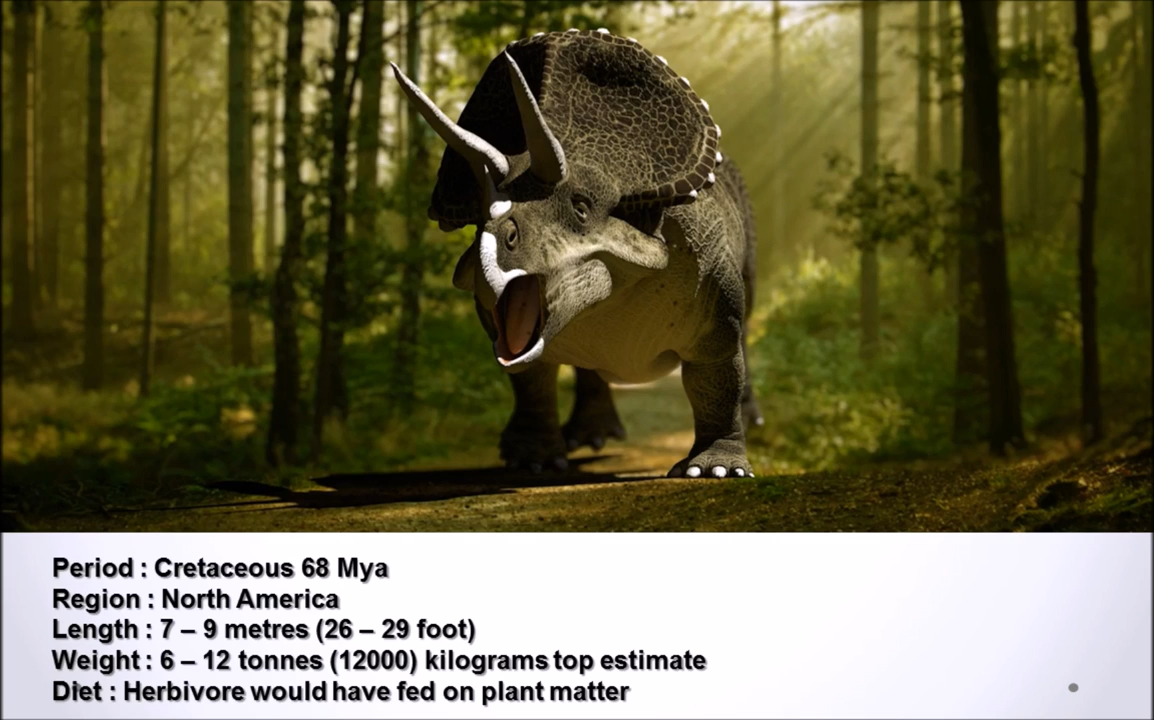 Period : Cretaceous 68 Mya
Region : North America
Length : 7 – 9 metres (26 – 29 foot)
Weight : 6 – 12 tonnes (12000) kilograms top estimate
Diet : Herbivore would have fed on plant matter